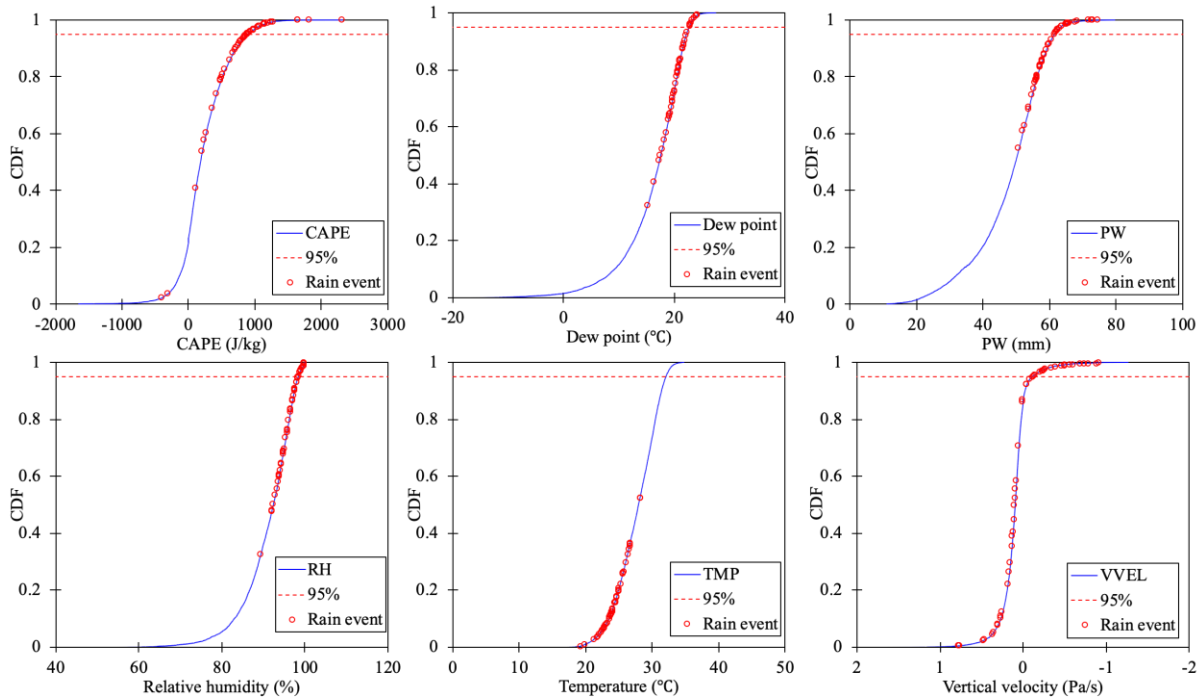 1
0.8
0.6
0.4
0.2
0
CDF
-2000 -1000 0 1000 2000 3000
CAPE (J/kg)
CAPE
95%
Rain event
1
0.8
0.6
0.4
0.2
0
CDF
-20 0 20 40
Dew point (℃)
Dew point
95%
Rain event
1
0.8
0.6
0.4
0.2
0
CDF
0 20 40 60 80 100
PW (mm)
PW
95%
Rain event
1
0.8
0.6
0.4
0.2
0
CDF
40 60 80 100 120
Relative humidity (%)
RH
95%
Rain event
1
0.8
0.6
0.4
0.2
0
CDF
0 10 20 30 40 50
Temperature (℃)
TMP
95%
Rain event
1
0.8
0.6
0.4
0.2
0
CDF
2 1 0 -1 -2
Vertical velocity (Pa/s)
VVEL
95%
Rain event